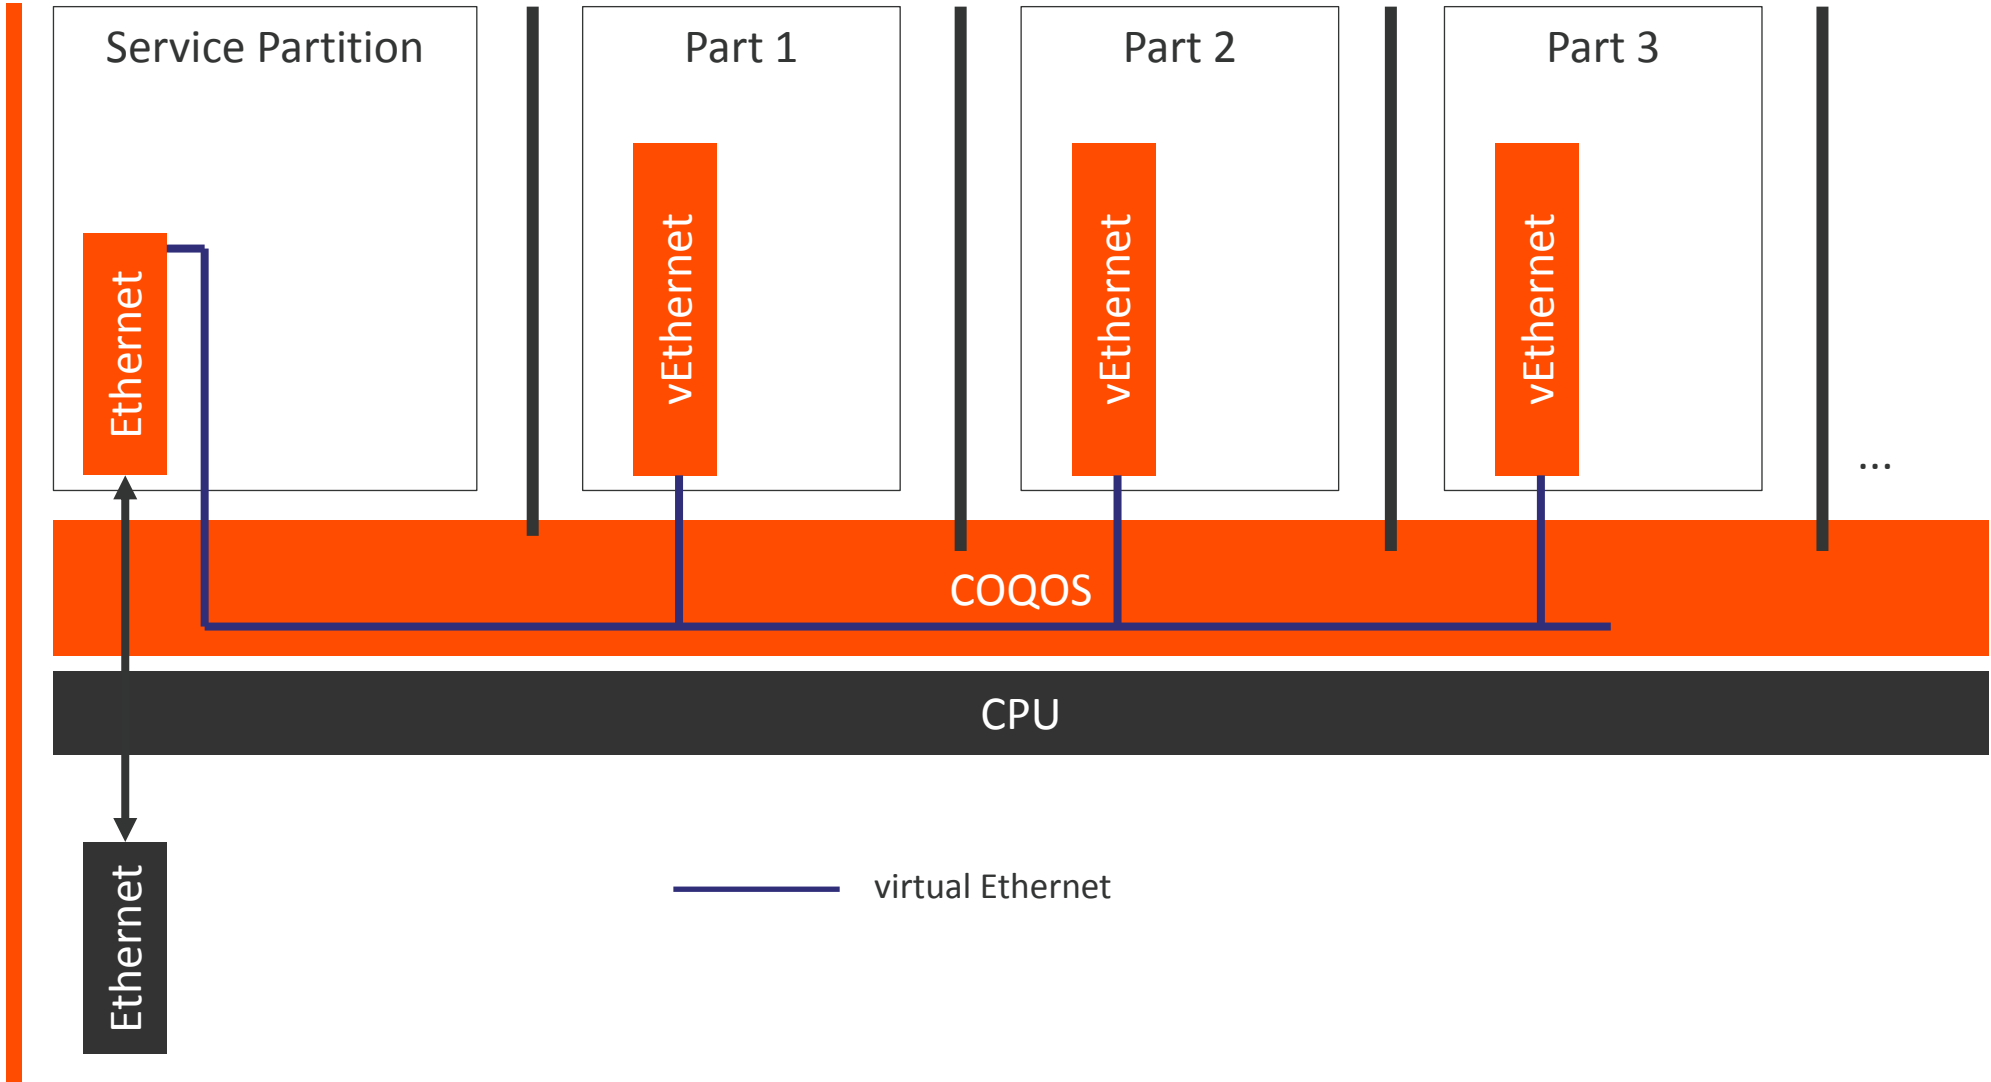 Service Partition
Part 1
Part 2
Part 3
Ethernet
vEthernet
vEthernet
vEthernet
...
COQOS
CPU
Ethernet
virtual Ethernet